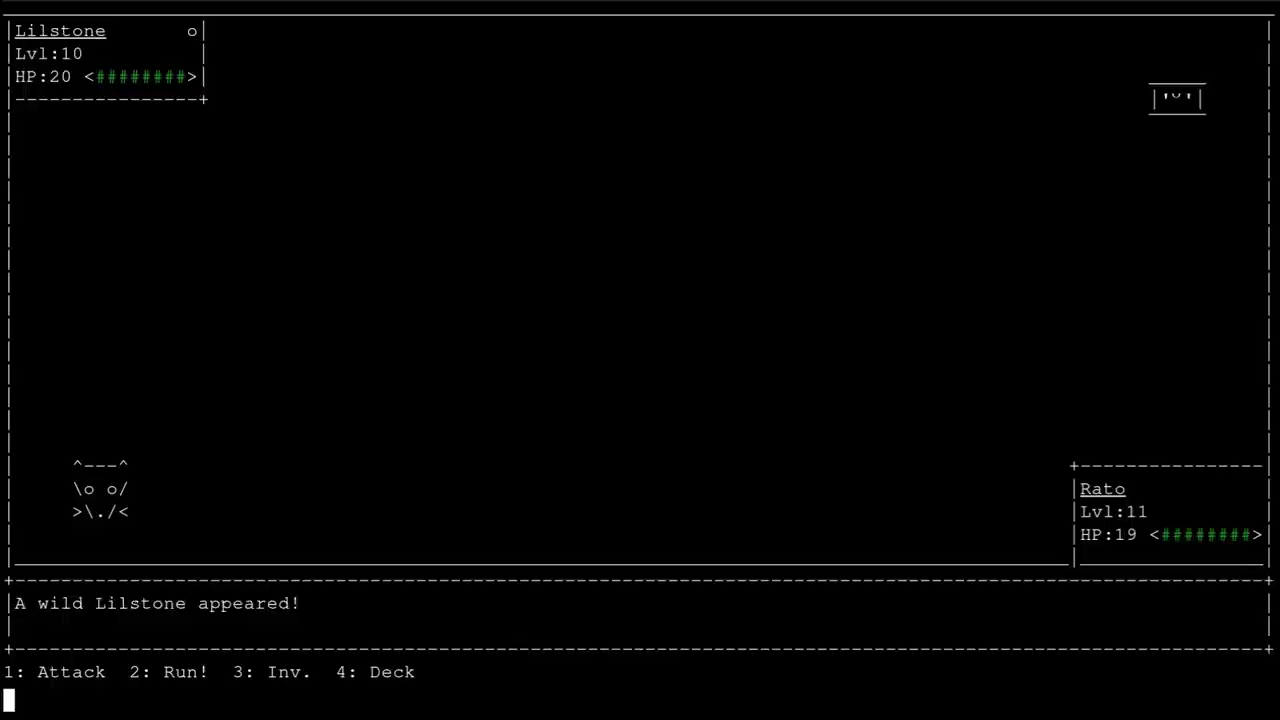 Lilstone o
Lvl:10
HP:20 <########>
|'ᵕ'|
^---^
\o o/
>\./<
Rato
Lvl:11
HP:19 <########>
A wild Lilstone appeared!
1: Attack 2: Run! 3: Inv. 4: Deck